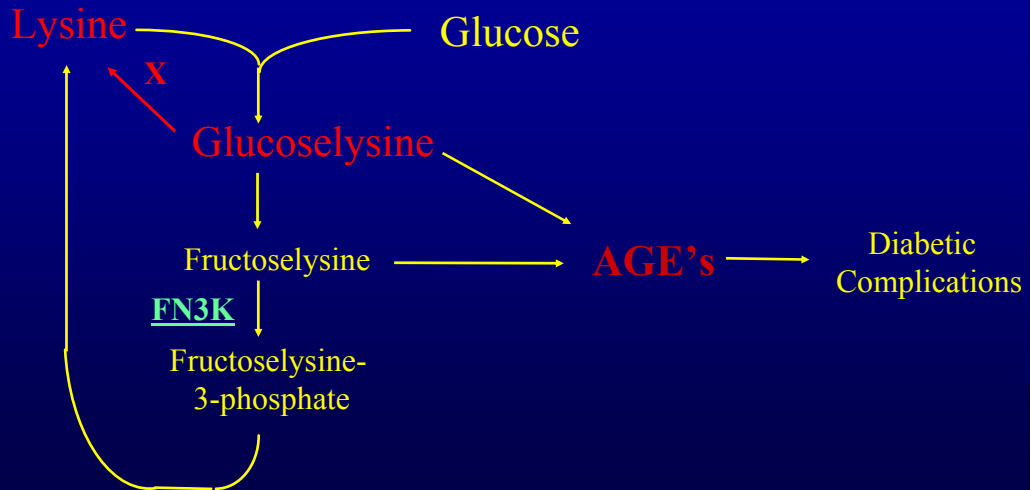 Lysine
Glucose
X
Glucoselysine
Fructoselysine
AGE's
Diabetic
Complications
FN3K
Fructoselysine-
3-phosphate